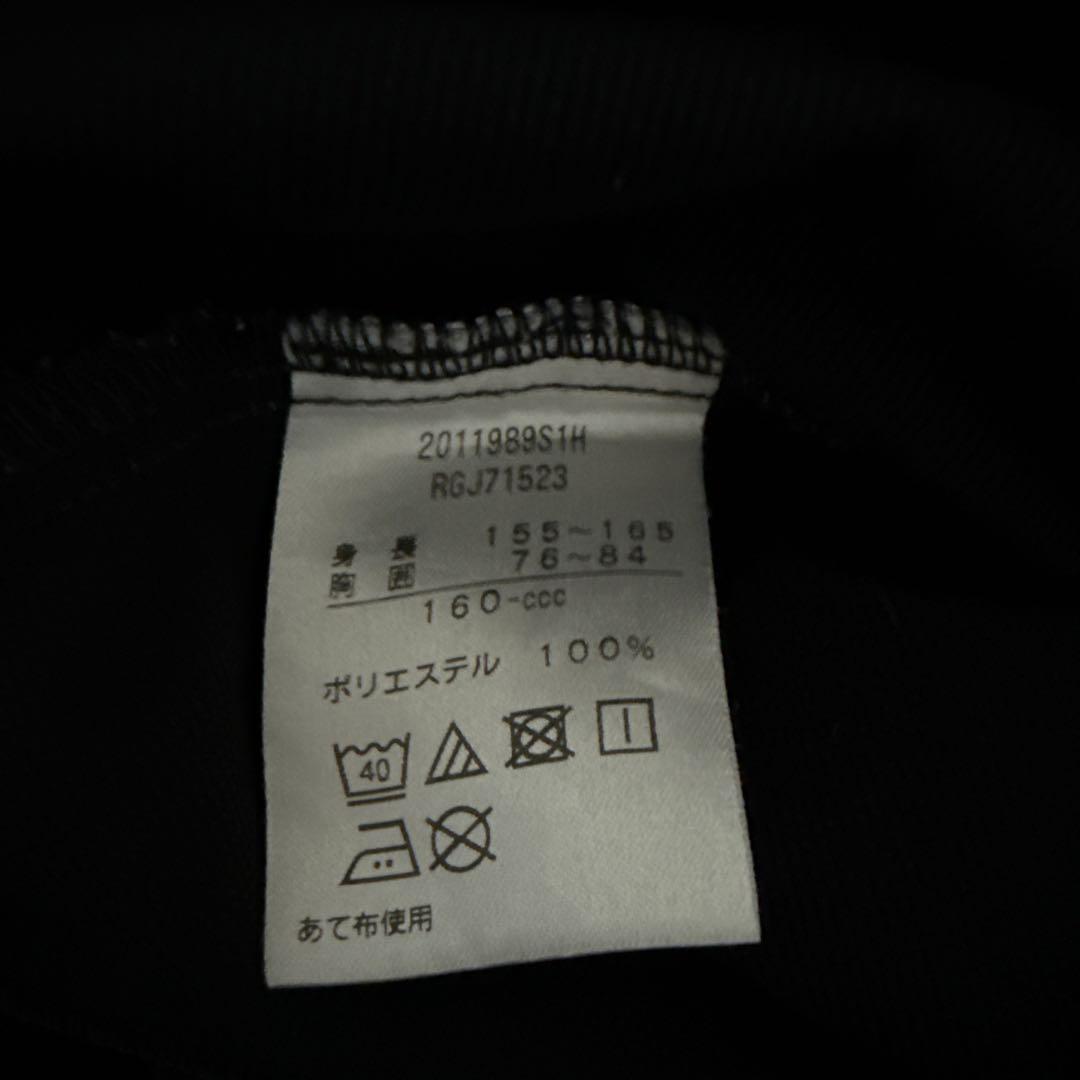 2011989S1H
RGJ71523
身長 155~165
胸囲 76~84
160-ccc
ポリエステル 100%
40
あて布使用